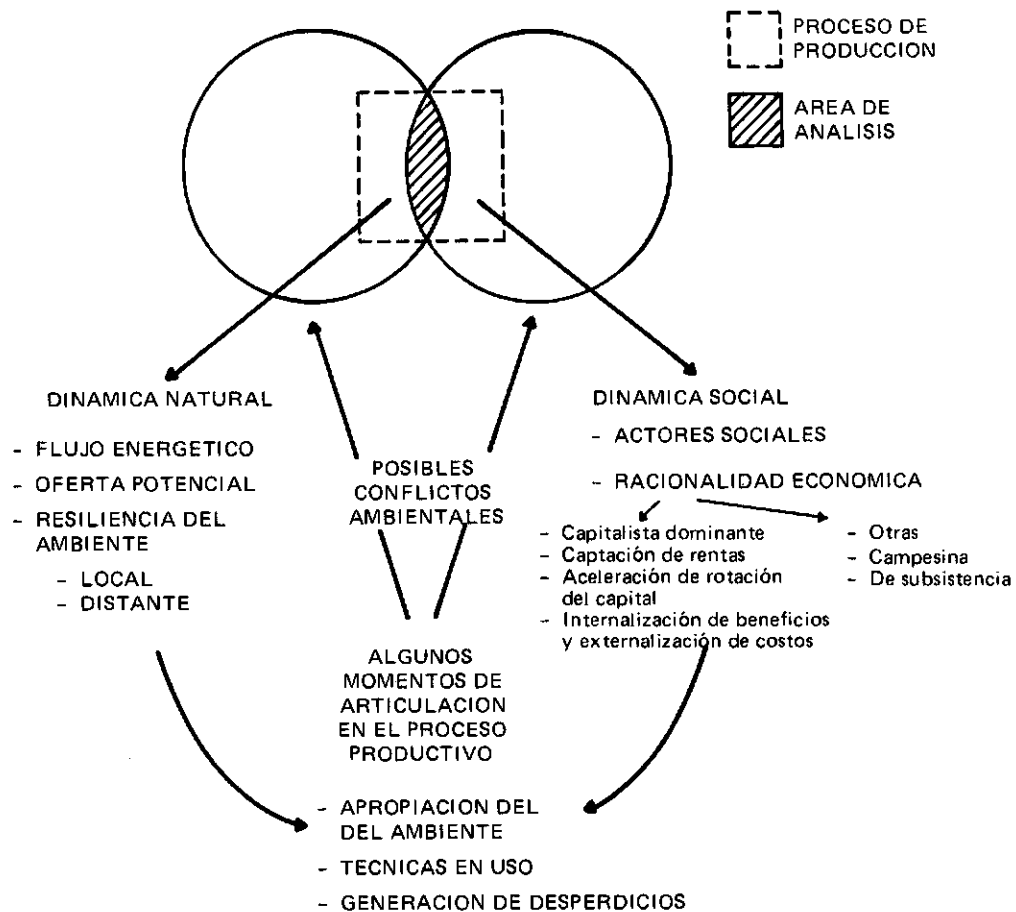 PROCESO DE
PRODUCCION
AREA DE
ANALISIS
DINAMICA NATURAL
- FLUJO ENERGETICO
- OFERTA POTENCIAL
- RESILIENCIA DEL
AMBIENTE
- LOCAL
- DISTANTE
POSIBLES
CONFLICTOS
AMBIENTALES
DINAMICA SOCIAL
- ACTORES SOCIALES
- RACIONALIDAD ECONOMICA
- Capitalista dominante
- Captación de rentas
- Aceleración de rotación
del capital
- Internalización de beneficios
y externalización de costos
- Otras
- Campesina
- De subsistencia
ALGUNOS
MOMENTOS DE
ARTICULACION
EN EL PROCESO
PRODUCTIVO
- APROPIACION DEL
DEL AMBIENTE
- TECNICAS EN USO
- GENERACION DE DESPERDICIOS